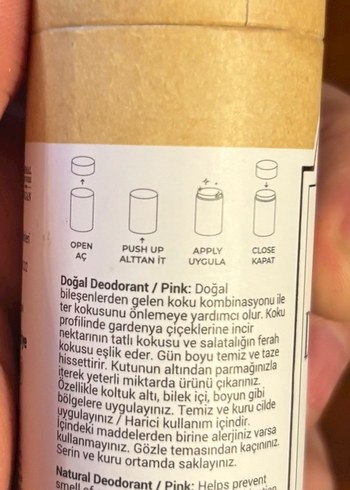 OPEN
AÇ
PUSH UP
ALTTAN İT
APPLY
UYGULA
CLOSE
KAPAT
Doğal Deodorant / Pink: Doğal
bileşenlerden gelen koku kombinasyonu ile
ter kokusunu önlemeye yardımcı olur. Koku
profilinde gardenya çiçeklerine incir
nektarının tatlı kokusu ve salatalığın ferah
kokusu eşlik eder. Gün boyu temiz ve taze
hissettirir. Kutunun altından parmağınızla
iterek yeterli miktarda ürünü çıkarınız.
Özellikle koltuk altı, bilek içi, boyun gibi
bölgelere uygulayınız. Temiz ve kuru cilde
uygulayınız / Harici kullanım içindir.
İçindeki maddelerden birine alerjiniz varsa
kullanmayınız. Gözle temasından kaçınınız.
Serin ve kuru ortamda saklayınız.
Natural Deodorant / Pink: Helps prevent
smell of